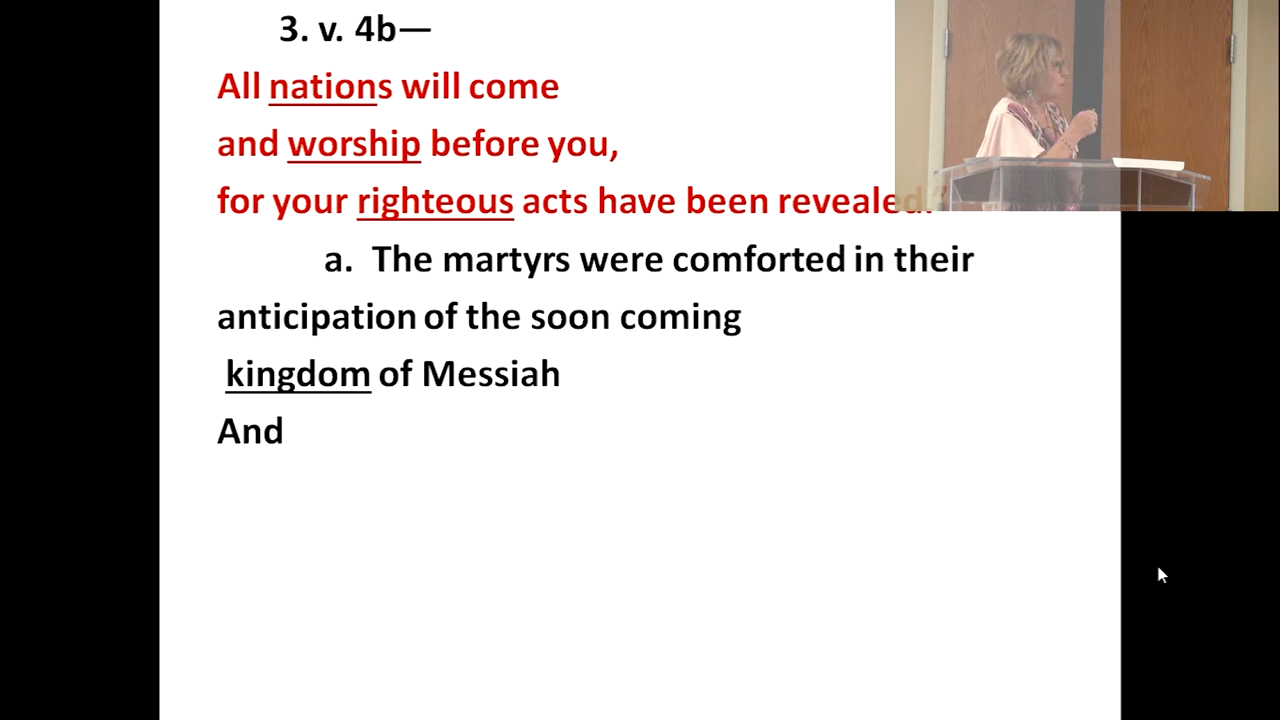 3. v. 4b—
All nations will come
and worship before you,
for your righteous acts have been revealed.”
a. The martyrs were comforted in their
anticipation of the soon coming
kingdom of Messiah
And